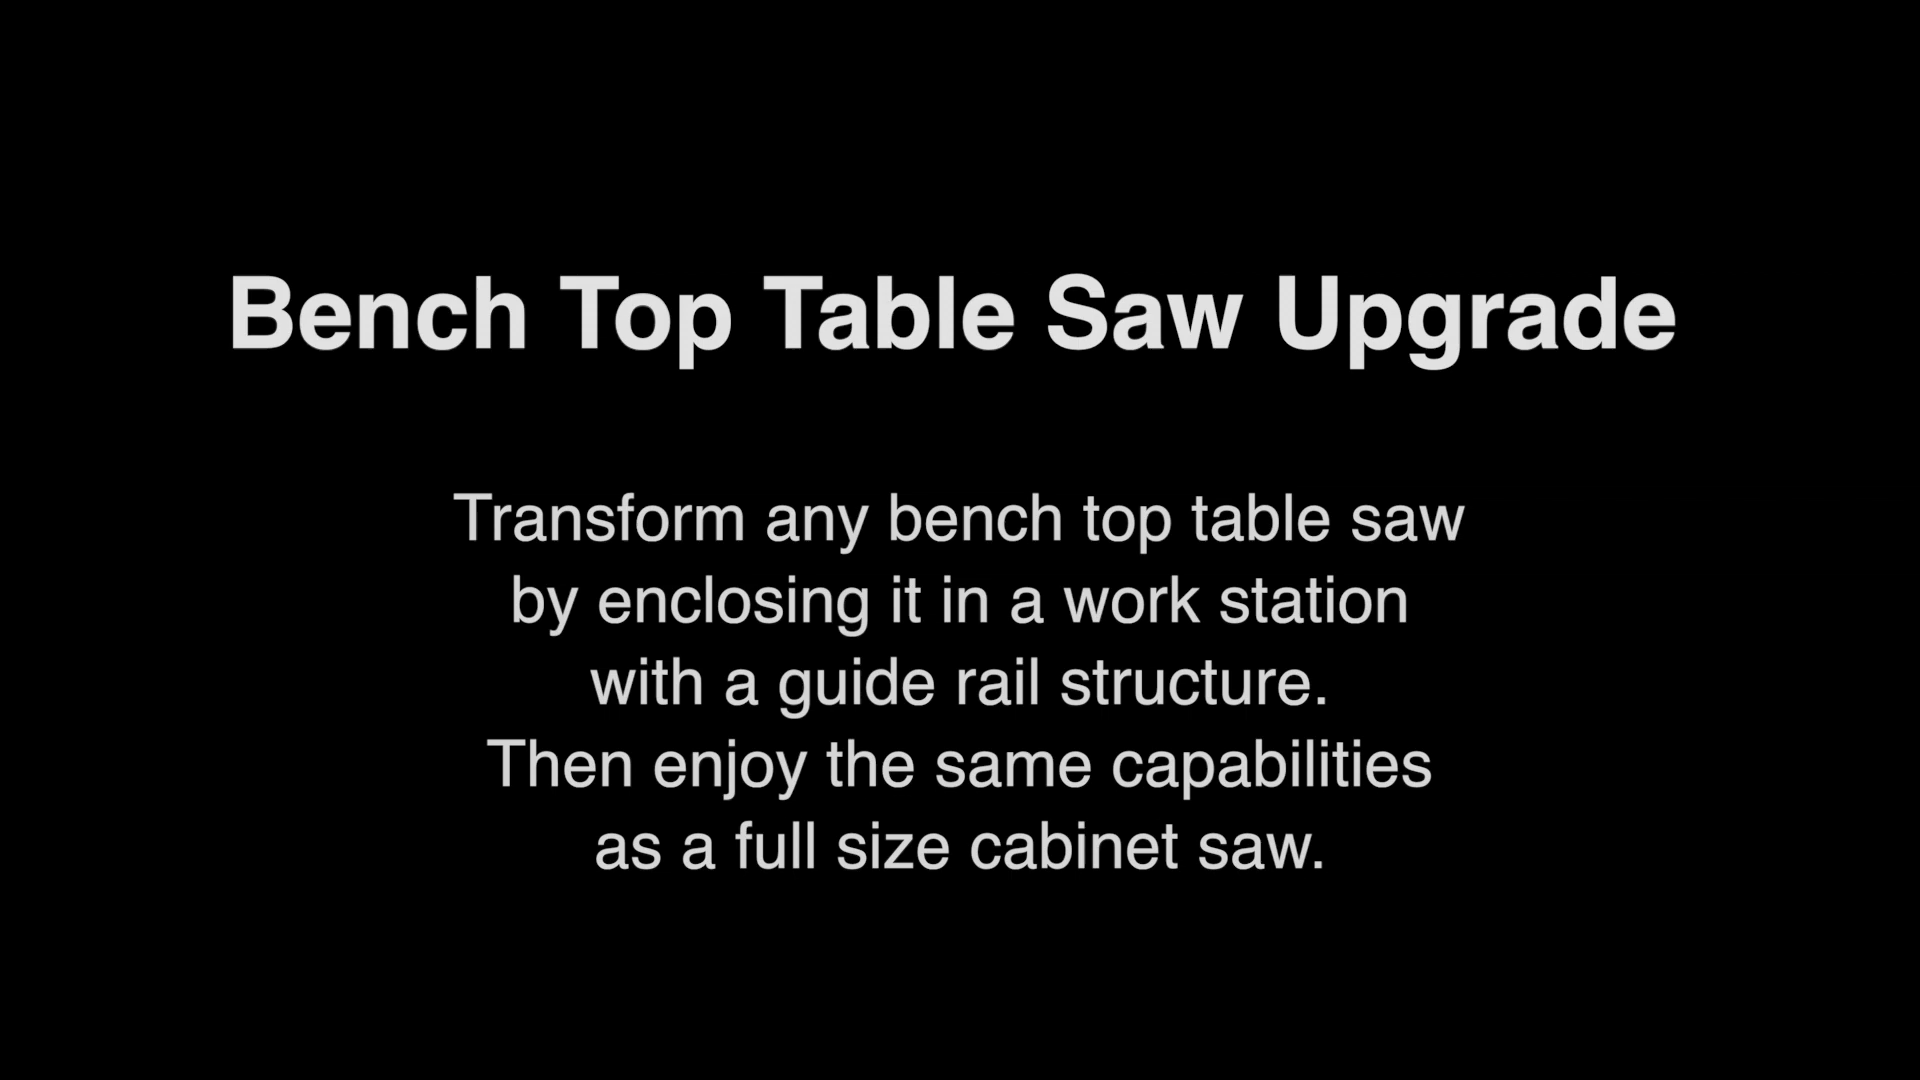 Bench Top Table Saw Upgrade
Transform any bench top table saw
by enclosing it in a work station
with a guide rail structure.
Then enjoy the same capabilities
as a full size cabinet saw.